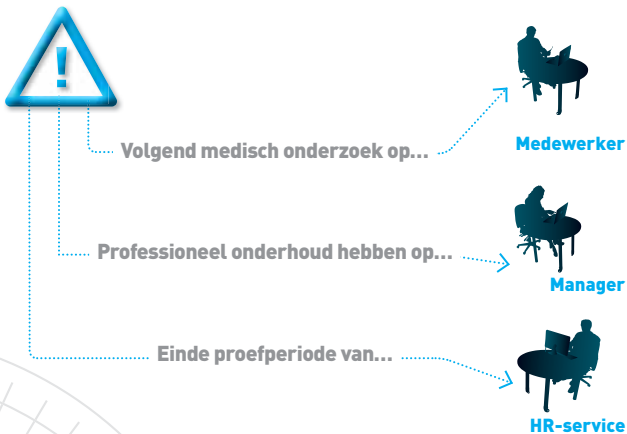 !
Volgend medisch onderzoek op...
Medewerker
Professioneel onderhoud hebben op...
Manager
Einde proefperiode van...
HR-service